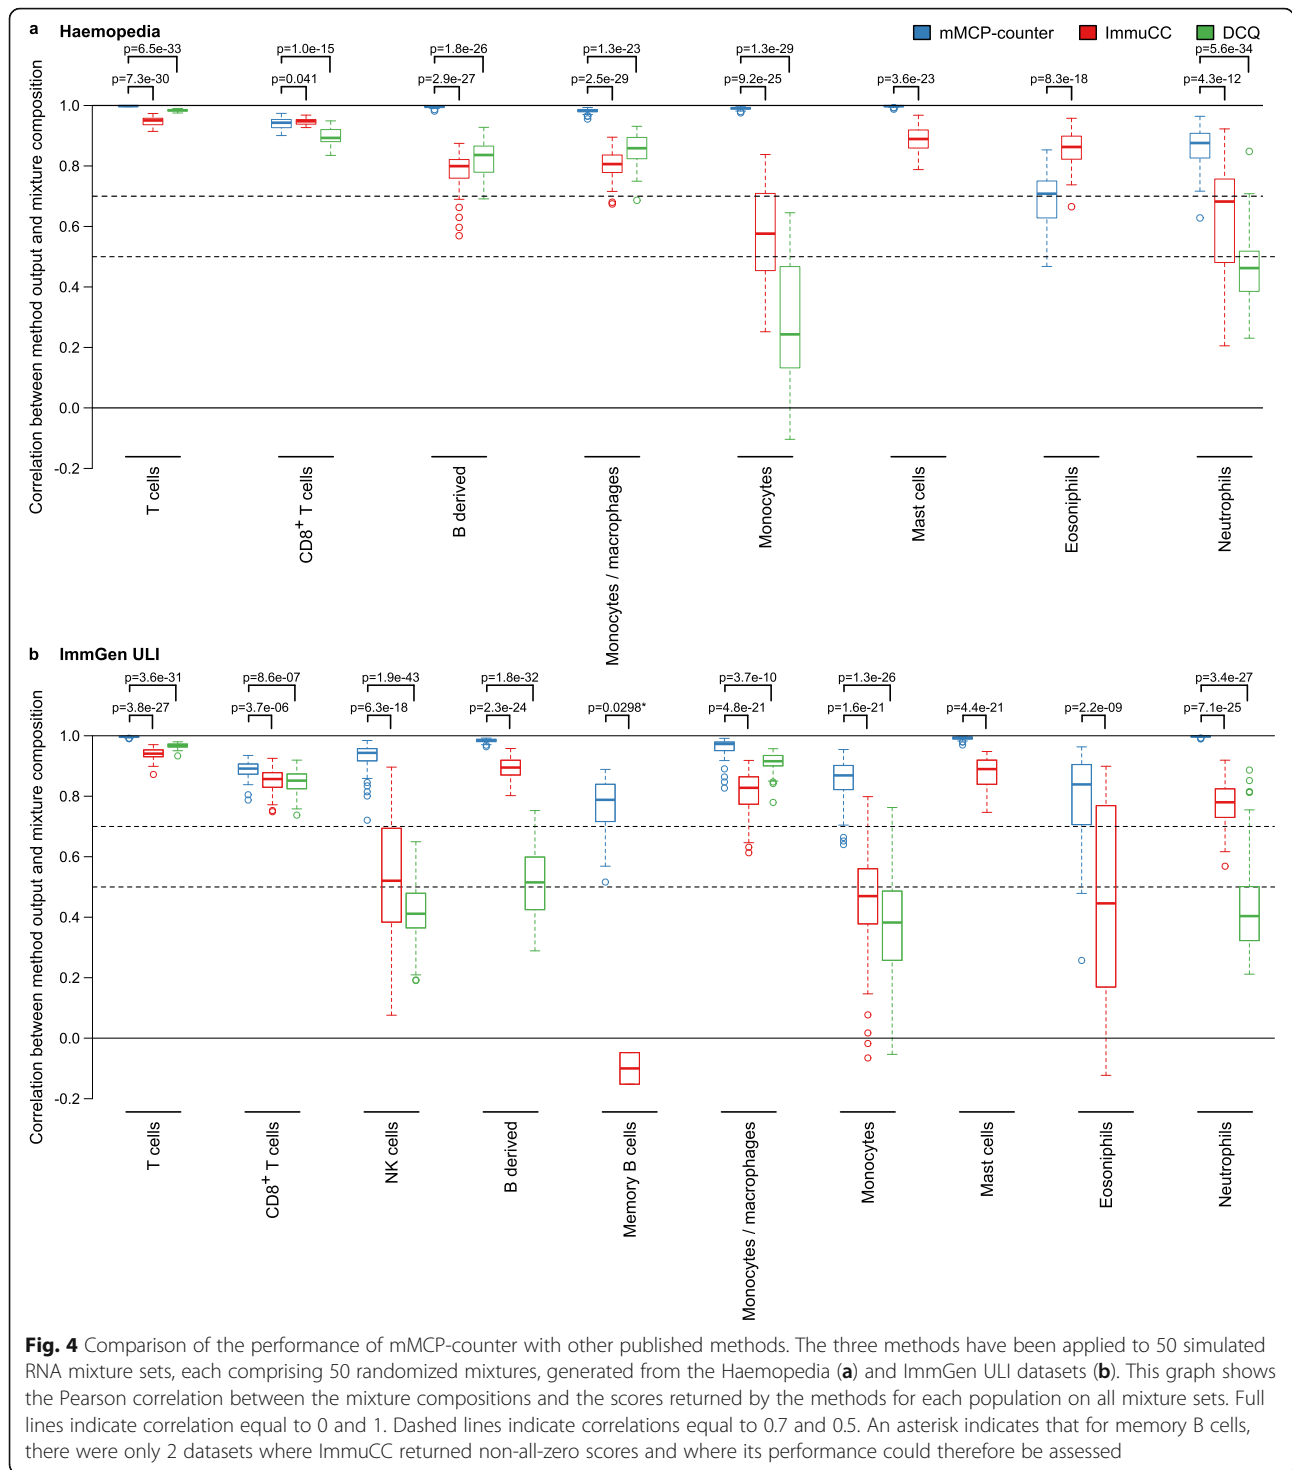 a Haemopedia
mMCP-counter ImmuCC DCQ
p=6.5e-33 p=1.0e-15 p=1.8e-26 p=1.3e-23 p=1.3e-29 p=5.6e-34
p=7.3e-30 p=0.041 p=2.9e-27 p=2.5e-29 p=9.2e-25 p=3.6e-23 p=8.3e-18 p=4.3e-12
Correlation between method output and mixture composition
1.0
0.8
0.6
0.4
0.2
0.0
-0.2
T cells
CD8+ T cells
B derived
Monocytes / macrophages
Monocytes
Mast cells
Eosoniphils
Neutrophils
b ImmGen ULI
p=3.6e-31 p=8.6e-07 p=1.9e-43 p=1.8e-32 p=3.7e-10 p=1.3e-26 p=3.4e-27
p=3.8e-27 p=3.7e-06 p=6.3e-18 p=2.3e-24 p=0.0298* p=4.8e-21 p=1.6e-21 p=4.4e-21 p=2.2e-09 p=7.1e-25
Correlation between method output and mixture composition
1.0
0.8
0.6
0.4
0.2
0.0
-0.2
T cells
CD8+ T cells
NK cells
B derived
Memory B cells
Monocytes / macrophages
Monocytes
Mast cells
Eosoniphils
Neutrophils
Fig. 4 Comparison of the performance of mMCP-counter with other published methods. The three methods have been applied to 50 simulated
RNA mixture sets, each comprising 50 randomized mixtures, generated from the Haemopedia (a) and ImmGen ULI datasets (b). This graph shows
the Pearson correlation between the mixture compositions and the scores returned by the methods for each population on all mixture sets. Full
lines indicate correlation equal to 0 and 1. Dashed lines indicate correlations equal to 0.7 and 0.5. An asterisk indicates that for memory B cells,
there were only 2 datasets where ImmuCC returned non-all-zero scores and where its performance could therefore be assessed